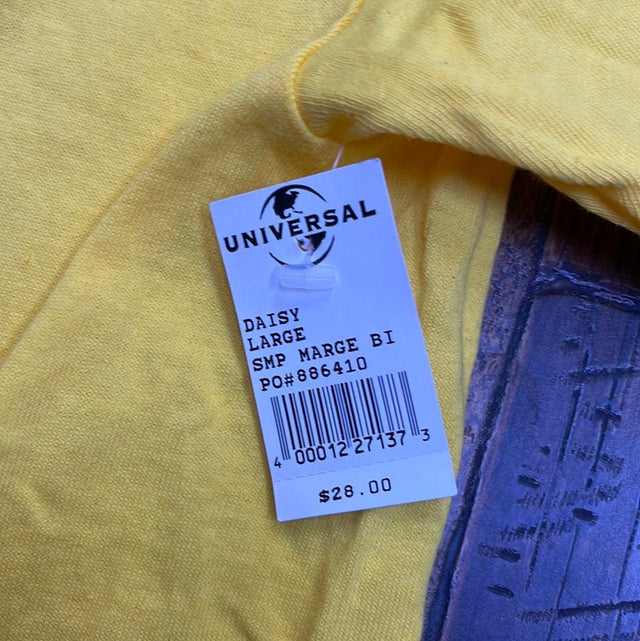 UNIVERSAL
DAISY
LARGE
SMP MARGE BI
PO#886410
4 00012 27137 3
$28.00